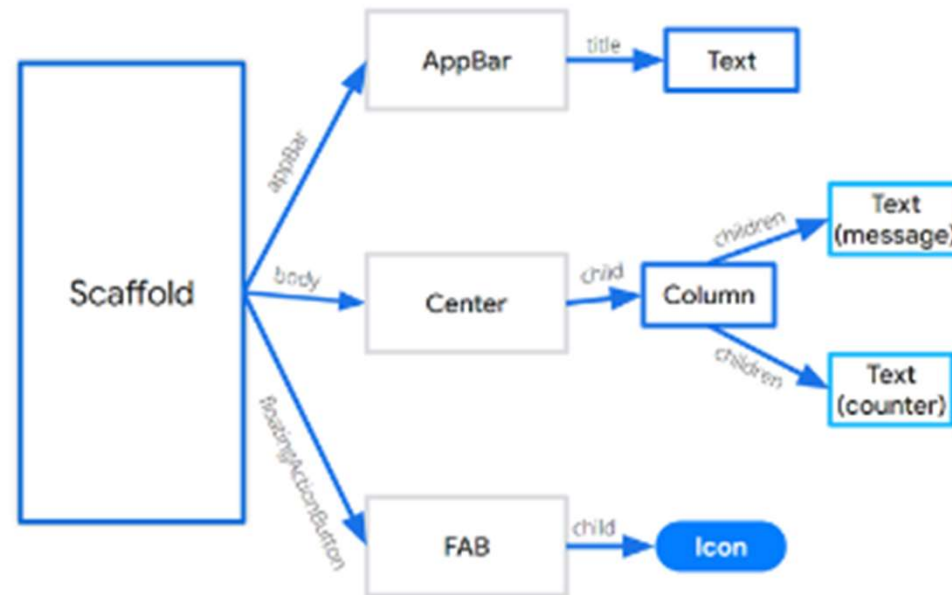 AppBar
title
Text
appBar
Scaffold
body
Center
child
Column
children
Text
(message)
children
Text
(counter)
floatingActionButton
FAB
child
Icon